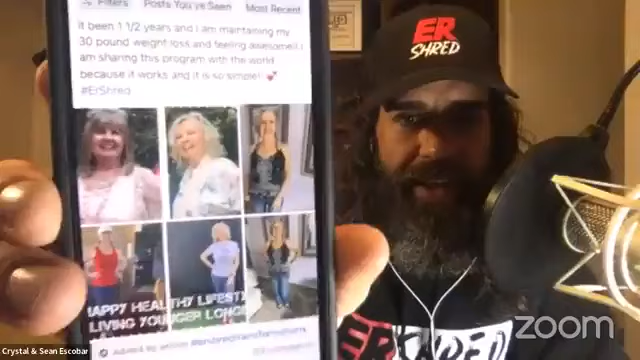 Filters Posts You've Seen Most Recent
It been 1 1/2 years and I am maintaining my
30 pound weight loss and feeling awesome!! I
am sharing this program with the world
because it works and it is so simple! 💕
#ErShred
HAPPY HEALTHY LIFESTY
LIVING YOUNGER LONGE
ER
SHRED
zoom
Crystal & Sean Escobar